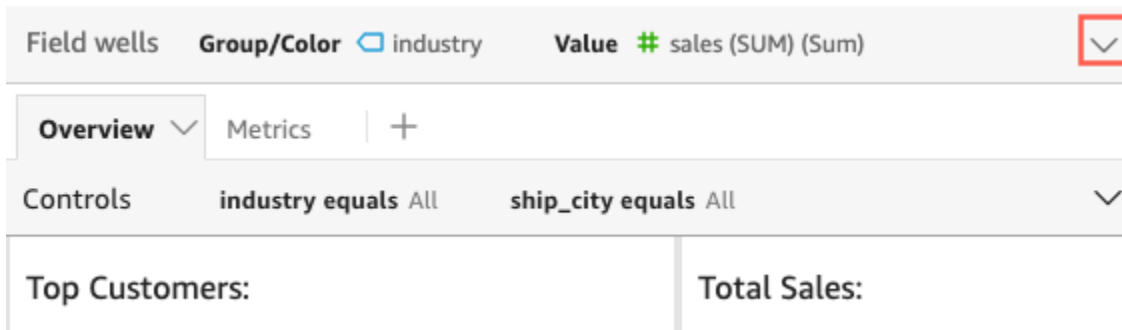 Field wells Group/Color industry Value # sales (SUM) (Sum)
Overview Metrics +
Controls industry equals All ship_city equals All
Top Customers: Total Sales: